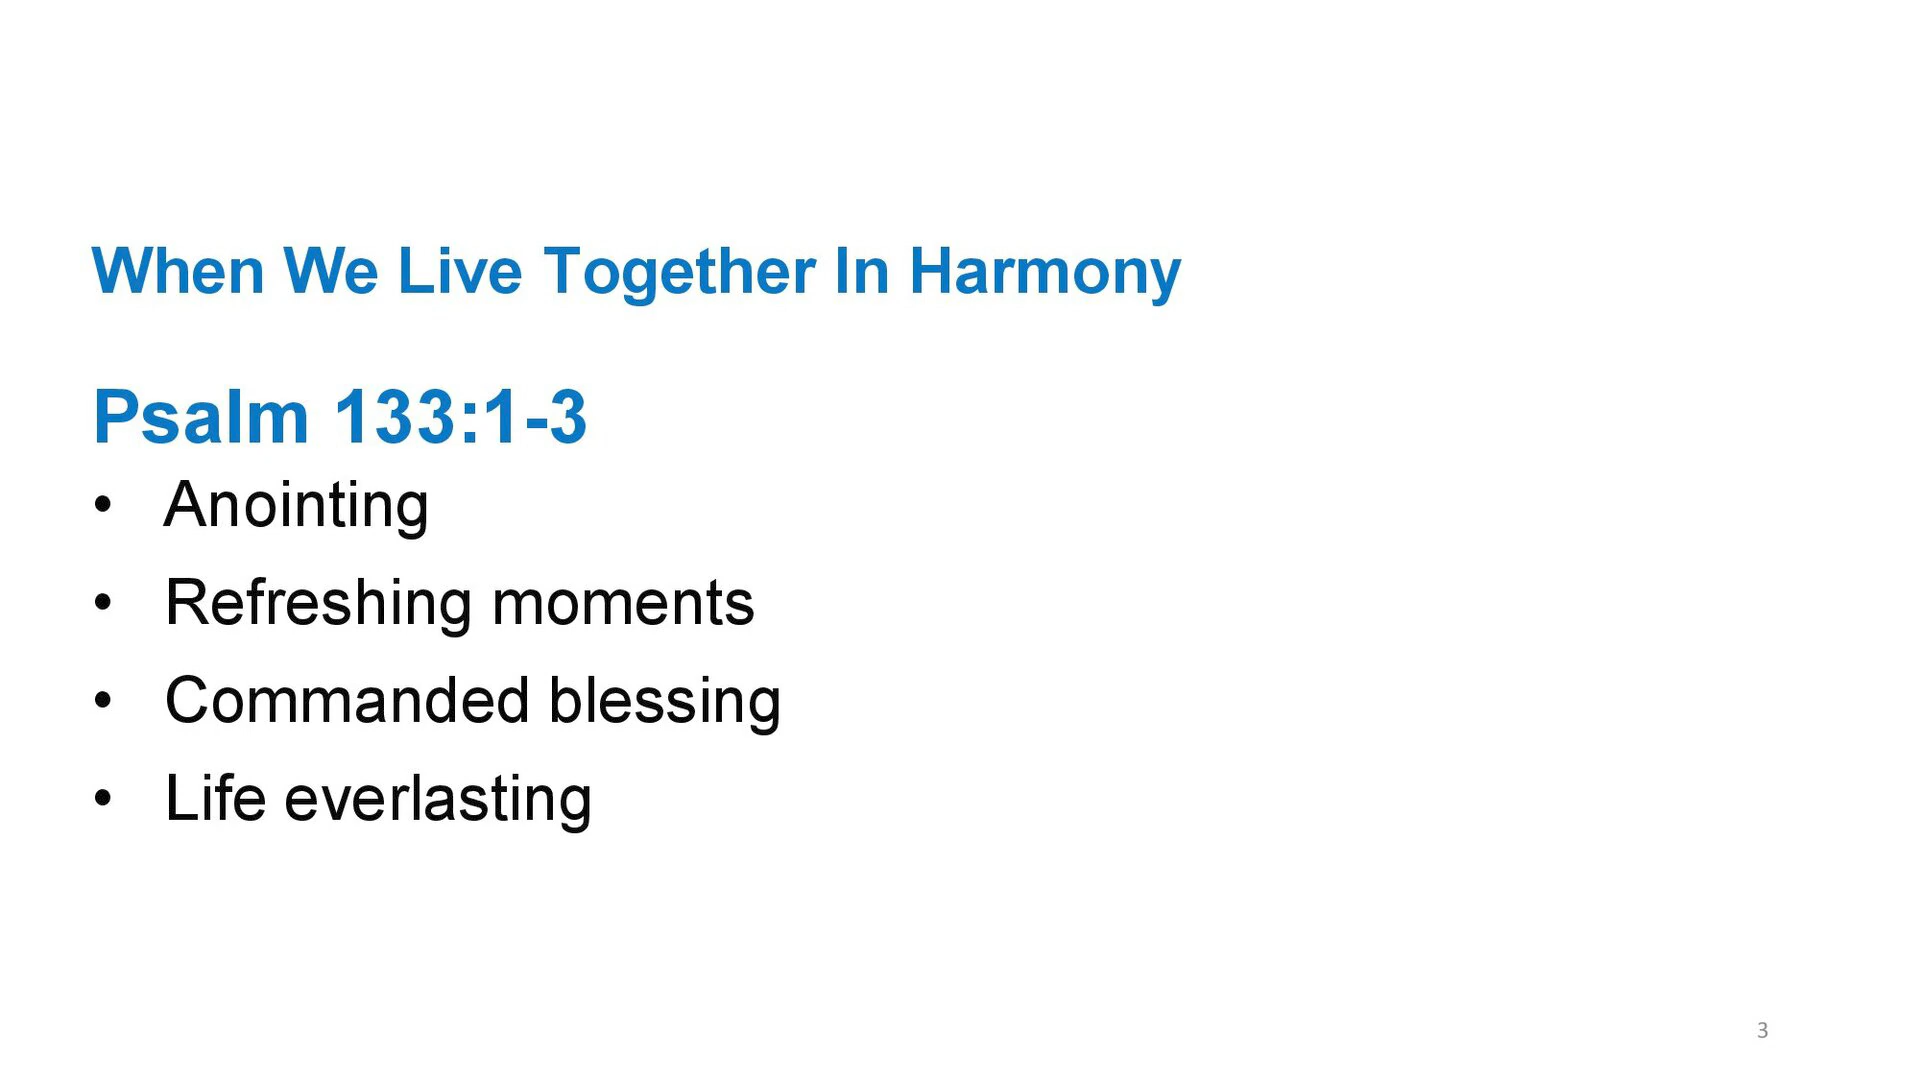 When We Live Together In Harmony
Psalm 133:1-3
• Anointing
• Refreshing moments
• Commanded blessing
• Life everlasting
3